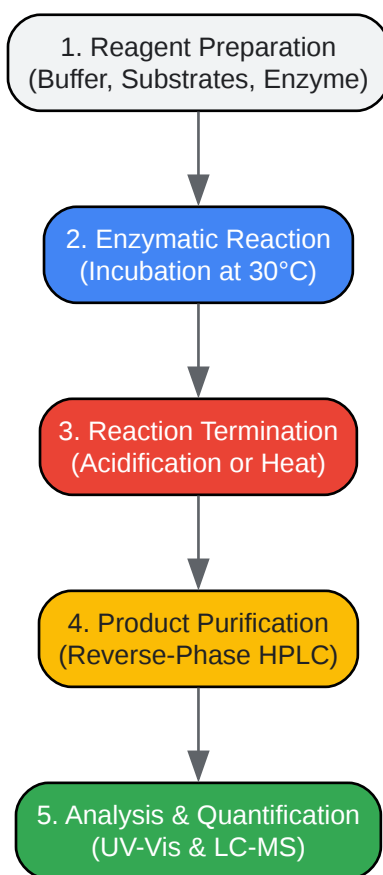 1. Reagent Preparation
(Buffer, Substrates, Enzyme)
2. Enzymatic Reaction
(Incubation at 30°C)
3. Reaction Termination
(Acidification or Heat)
4. Product Purification
(Reverse-Phase HPLC)
5. Analysis & Quantification
(UV-Vis & LC-MS)